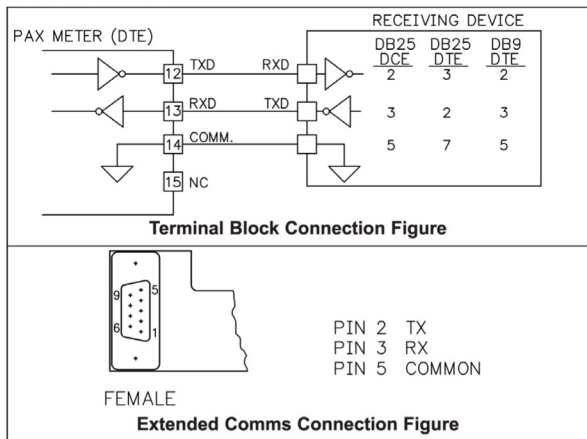 RECEIVING DEVICE
PAX METER (DTE)
DB25 DB25 DB9
DCE DTE DTE
12 TXD RXD 2 3 2
13 RXD TXD 3 2 3
14 COMM. 5 7 5
15 NC
Terminal Block Connection Figure
9 5
6 1
PIN 2 TX
PIN 3 RX
PIN 5 COMMON
FEMALE
Extended Comms Connection Figure